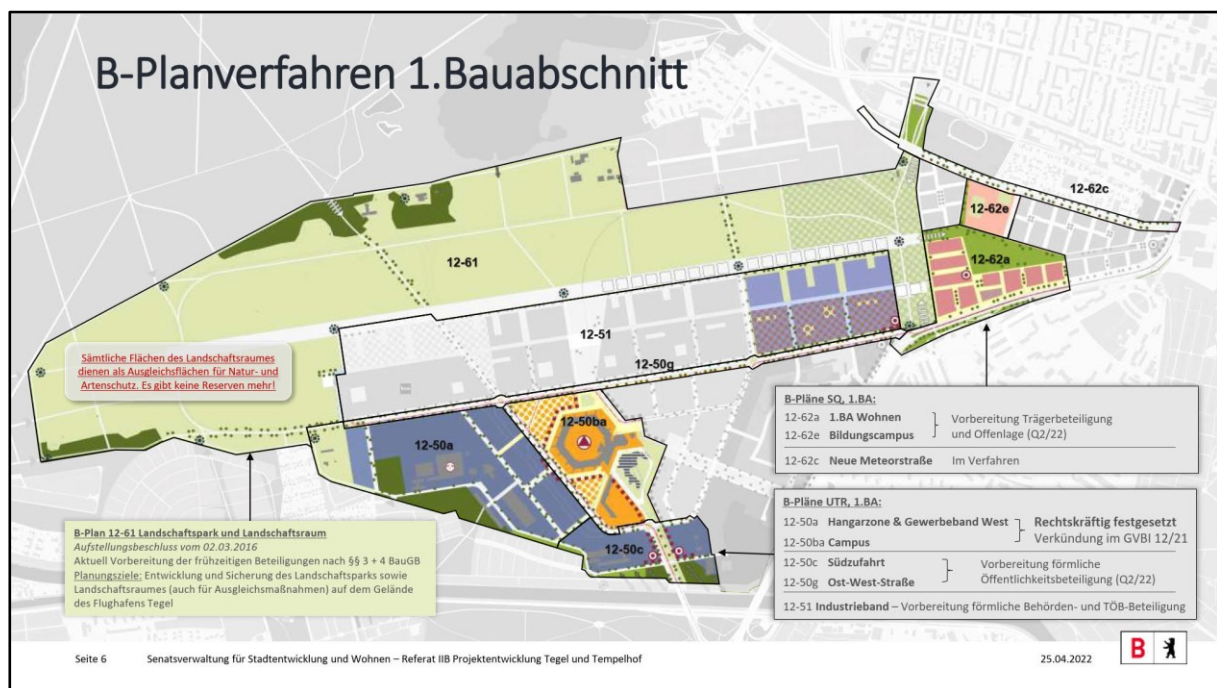 B-Planverfahren 1.Bauabschnitt
12-62c
12-62e
12-62a
12-61
12-51
12-50g
Sämtliche Flächen des Landschaftsraumes
dienen als Ausgleichsflächen für Natur- und
Artenschutz. Es gibt keine Reserven mehr!
12-50ba
12-50a
12-50c
B-Pläne SQ, 1.BA:
12-62a 1.BA Wohnen
12-62e Bildungscampus
Vorbereitung Trägerbeteiligung
und Offenlage (Q2/22)
12-62c Neue Meteorstraße Im Verfahren
B-Pläne UTR, 1.BA:
12-50a Hangarzone & Gewerbeband West
12-50ba Campus
Rechtskräftig festgesetzt
Verkündung im GVBI 12/21
12-50c Südzufahrt
12-50g Ost-West-Straße
Vorbereitung förmliche
Öffentlichkeitsbeteiligung (Q2/22)
12-51 Industrieband – Vorbereitung förmliche Behörden- und TÖB-Beteiligung
B-Plan 12-61 Landschaftspark und Landschaftsraum
Aufstellungsbeschluss vom 02.03.2016
Aktuell Vorbereitung der frühzeitigen Beteiligungen nach §§ 3 + 4 BauGB
Planungsziele: Entwicklung und Sicherung des Landschaftsparks sowie
Landschaftsraumes (auch für Ausgleichsmaßnahmen) auf dem Gelände
des Flughafens Tegel
Seite 6 Senatsverwaltung für Stadtentwicklung und Wohnen – Referat IIB Projektentwicklung Tegel und Tempelhof 25.04.2022
B